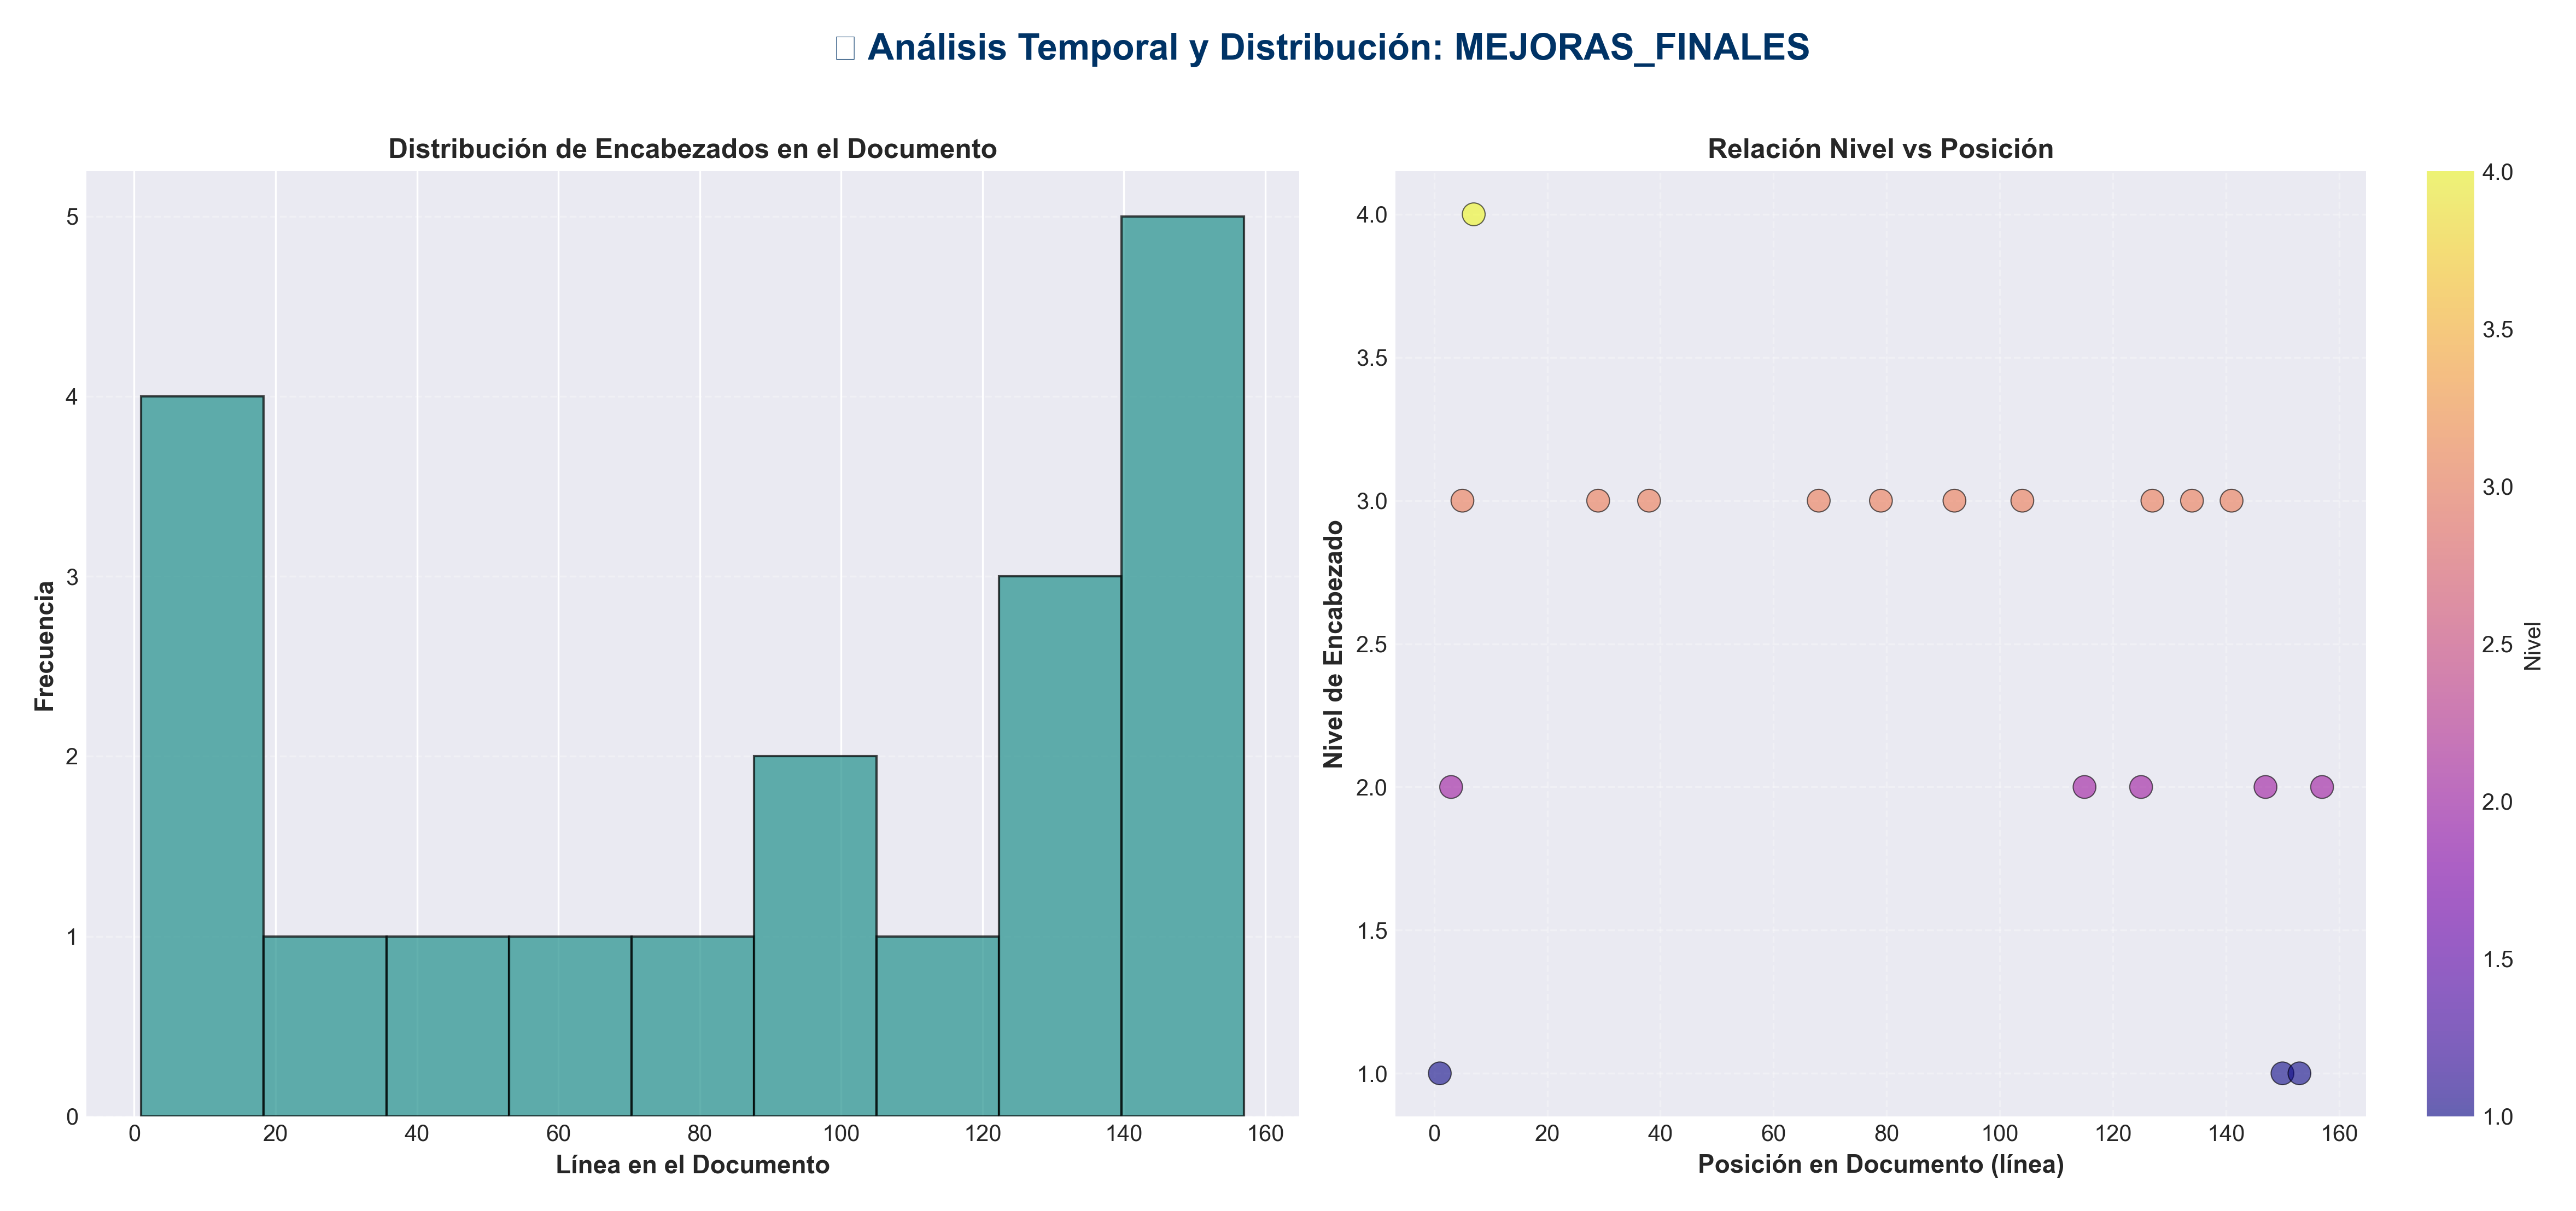 Análisis Temporal y Distribución: MEJORAS_FINALES
Distribución de Encabezados en el Documento
Frecuencia
5
4
3
2
1
0
0 20 40 60 80 100 120 140 160
Línea en el Documento
Relación Nivel vs Posición
Nivel de Encabezado
4.0
3.5
3.0
2.5
2.0
1.5
1.0
0 20 40 60 80 100 120 140 160
Posición en Documento (línea)
4.0
3.5
3.0
2.5
2.0
1.5
1.0
Nivel